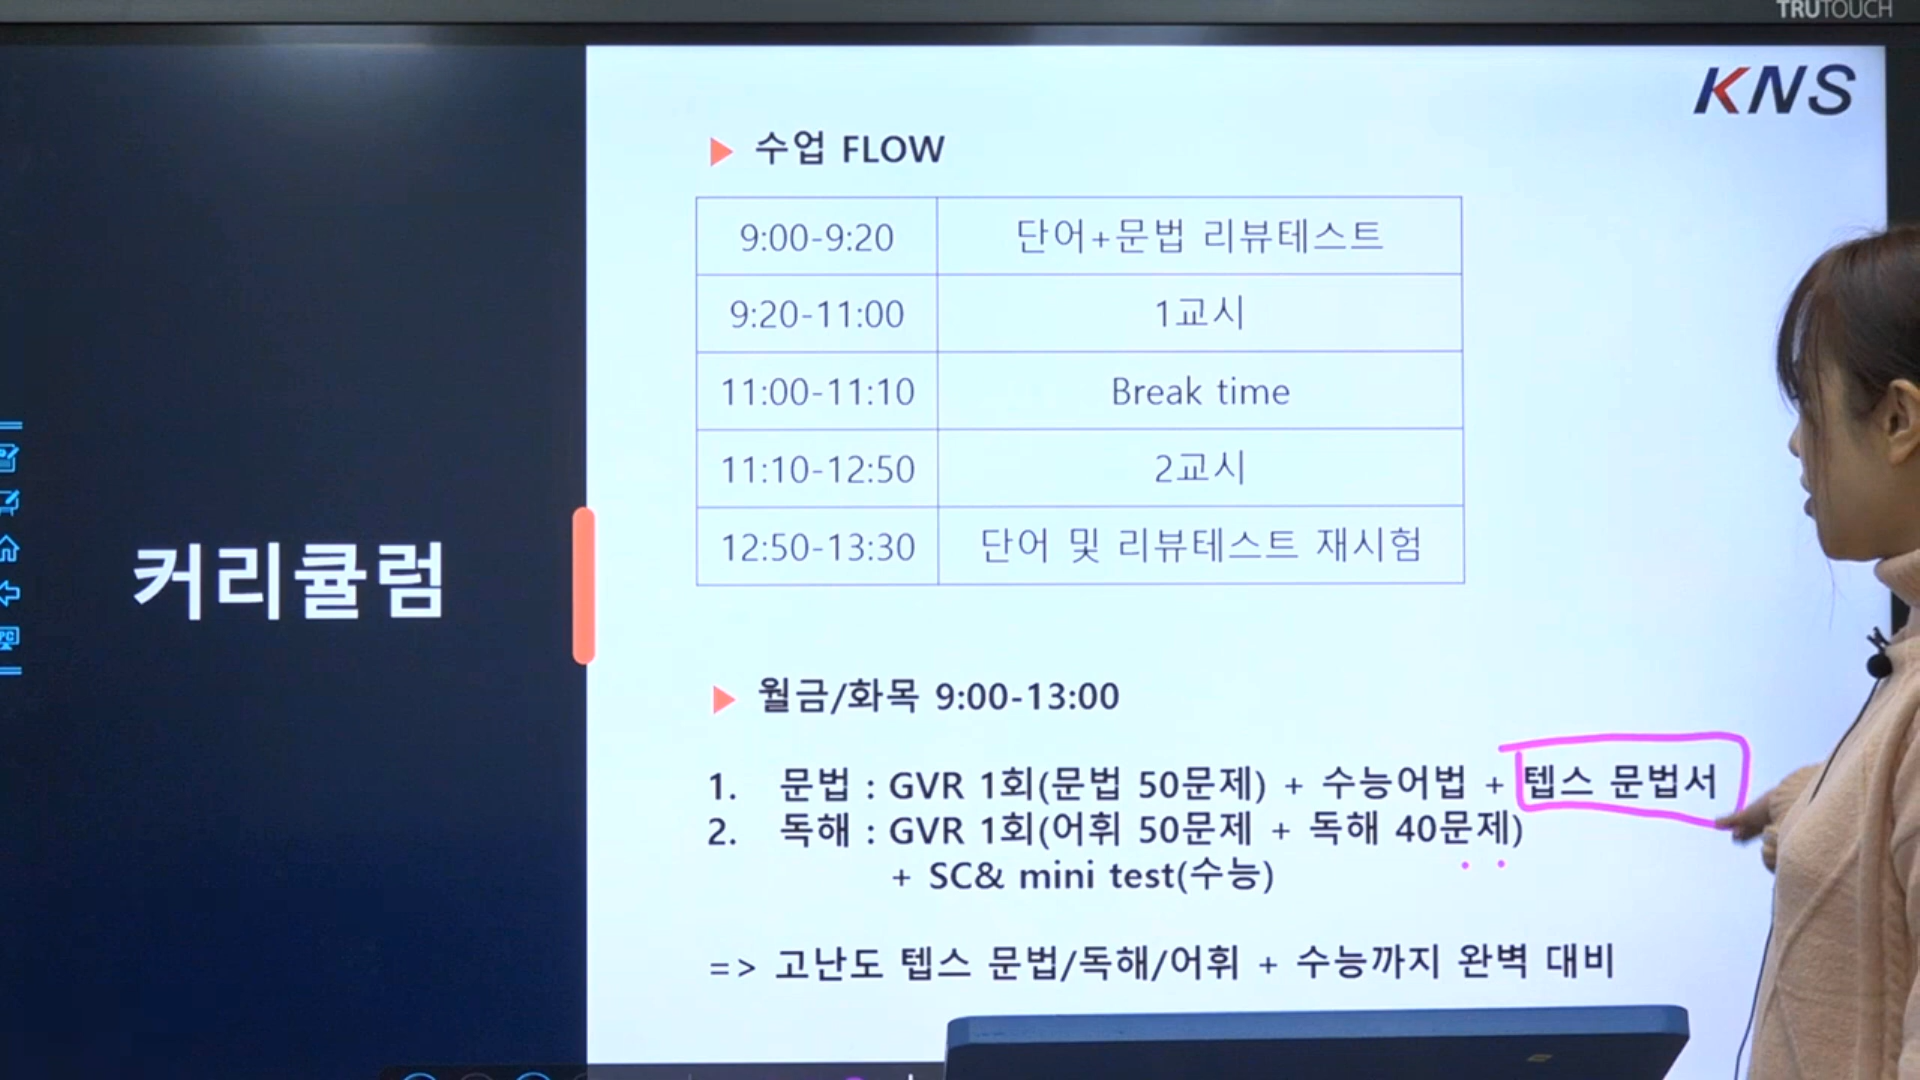 TRUTOUCH
KNS
수업 FLOW
9:00-9:20 단어+문법 리뷰테스트
9:20-11:00 1교시
11:00-11:10 Break time
11:10-12:50 2교시
12:50-13:30 단어 및 리뷰테스트 재시험
커리큘럼
월금/화목 9:00-13:00
1. 문법 : GVR 1회(문법 50문제) + 수능어법 + 텝스 문법서
2. 독해 : GVR 1회(어휘 50문제 + 독해 40문제)
+ SC& mini test(수능)
=> 고난도 텝스 문법/독해/어휘 + 수능까지 완벽 대비
PC